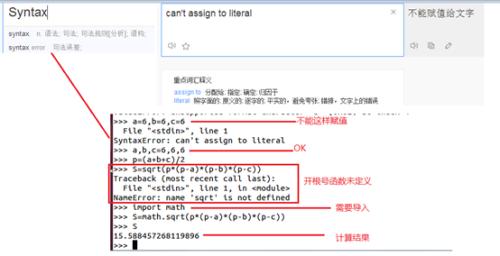 Syntax
syntax n. 语法; 句法; 句法规则[分析]; 语构;
syntax error 句法误差;
can't assign to literal
不能赋值给文字
重点词汇释义
assign to 分配给; 指定; 确定; 归因于
literal 照字面的; 原义的; 逐字的; 平实的，避免夸张; 错排，文字上的错误
>>> a=6,b=6,c=6
不能这样赋值
File "<stdin>", line 1
SyntaxError: can't assign to literal
>>> a,b,c=6,6,6
OK
>>> p=(a+b+c)/2
>>> S=sqrt(p*(p-a)*(p-b)*(p-c))
Traceback (most recent call last):
File "<stdin>", line 1, in <module>
NameError: name 'sqrt' is not defined
开根号函数未定义
>>> import math
需要导入
>>> S=math.sqrt(p*(p-a)*(p-b)*(p-c))
>>> S
15.588457268119896
计算结果
>>>